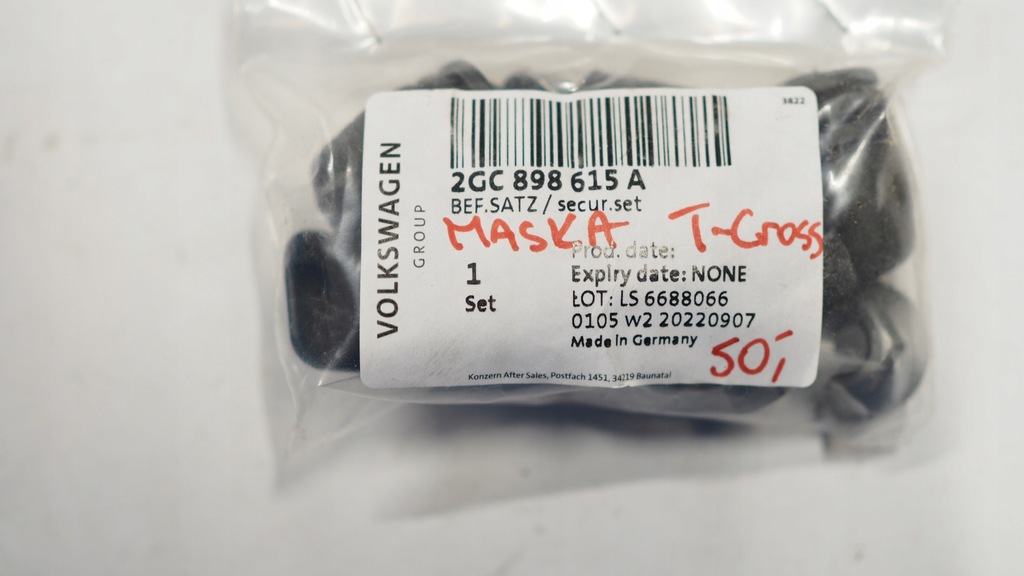 3822
VOLKSWAGEN
GROUP
2GC 898 615 A
BEF.SATZ / secur.set
MASKA T-Cross
Prod. date:
1
Set
Expiry date: NONE
LOT: LS 6688066
0105 W2 20220907
Made in Germany
50,-
Konzern After Sales, Postfach 1451, 34219 Baunatal